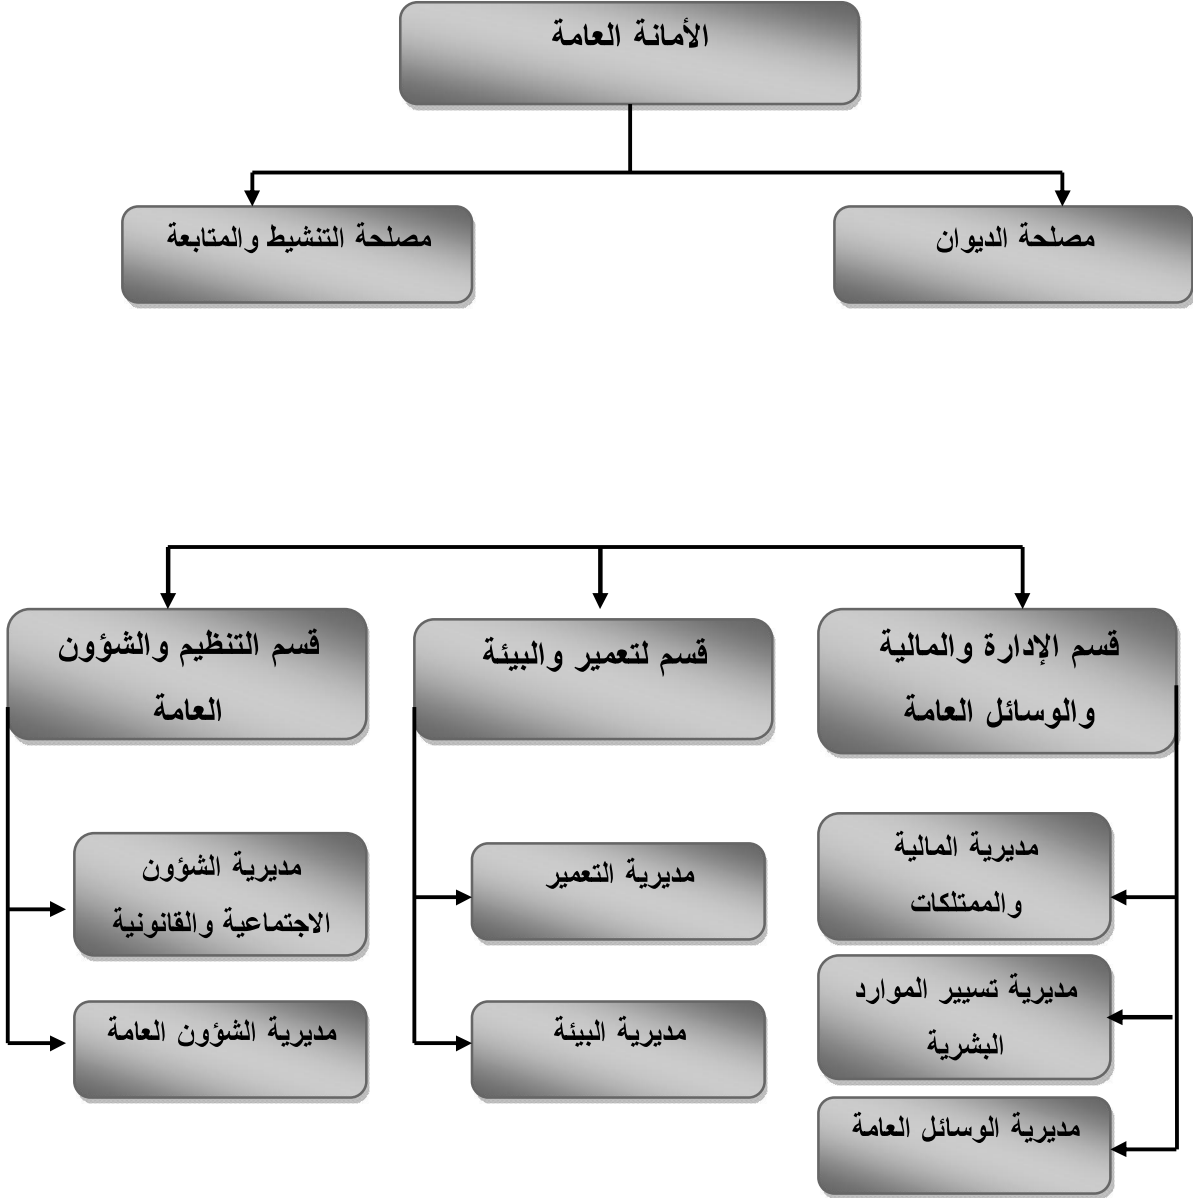 الأمانة العامة
مصلحة الديوان
مصلحة التنشيط والمتابعة
قسم الإدارة والمالية
والوسائل العامة
قسم لتعمير والبيئة
قسم التنظيم والشؤون
العامة
مديرية المالية
والممتلكات
مديرية تسيير الموارد
البشرية
مديرية الوسائل العامة
مديرية التعمير
مديرية البيئة
مديرية الشؤون
الاجتماعية والقانونية
مديرية الشؤون العامة